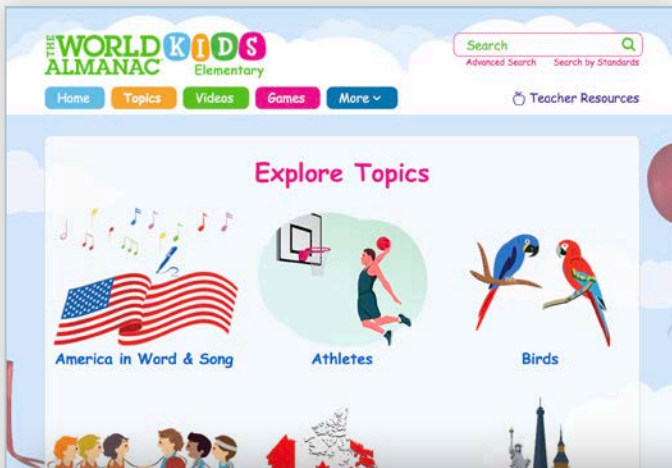 THE WORLD KIDS
ALMANAC®
Elementary
Search
Advanced Search Search by Standards
Home Topics Videos Games More
Teacher Resources
Explore Topics
America in Word & Song Athletes Birds